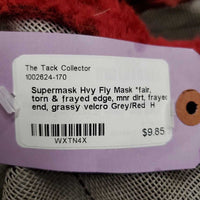 The Tack Collector
1002624-170
Supermask Hvy Fly Mask *fair,
torn & frayed edge, mnr dirt, frayed
end, grassy velcro Grey/Red H
$9.85
WXTN4X